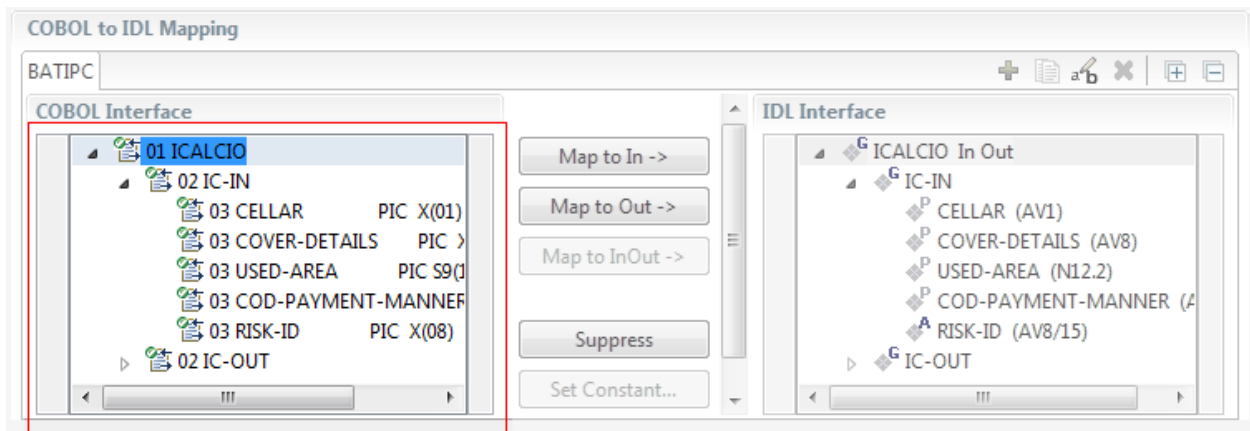 COBOL to IDL Mapping
BATIPC
COBOL Interface
01 ICALCIO
02 IC-IN
03 CELLAR PIC X(01)
03 COVER-DETAILS PIC
03 USED-AREA PIC S9(1
03 COD-PAYMENT-MANNER
03 RISK-ID PIC X(08)
02 IC-OUT
Map to In ->
Map to Out ->
Map to InOut ->
Suppress
Set Constant...
IDL Interface
ICALCIO In Out
IC-IN
CELLAR (AV1)
COVER-DETAILS (AV8)
USED-AREA (N12.2)
COD-PAYMENT-MANNER (A
RISK-ID (AV8/15)
IC-OUT